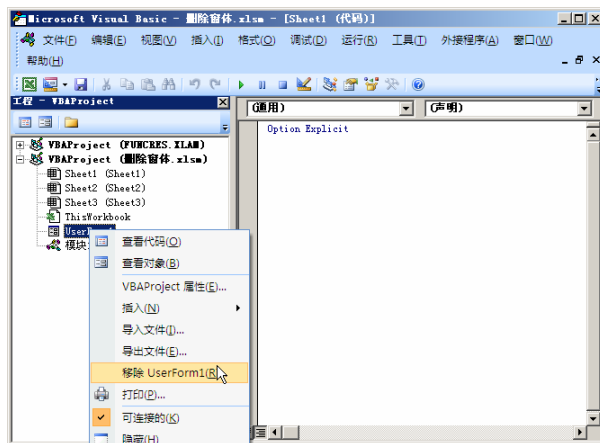 Microsoft Visual Basic - 删除窗体.xlsm - [Sheet1 (代码)]
文件(F) 编辑(E) 视图(V) 插入(I) 格式(O) 调试(D) 运行(R) 工具(T) 外接程序(A) 窗口(W)
帮助(H)
工程 - VBAProject
(通用) (声明)
Option Explicit
VBAProject (FUNCRES.XLAM)
VBAProject (删除窗体.xlsm)
Sheet1 (Sheet1)
Sheet2 (Sheet2)
Sheet3 (Sheet3)
ThisWorkbook
模块
查看代码(O)
查看对象(B)
VBAProject 属性(E)...
插入(N)
导入文件(I)...
导出文件(E)...
移除 UserForm1(R)
打印(P)...
可连接的(K)
隐藏(H)